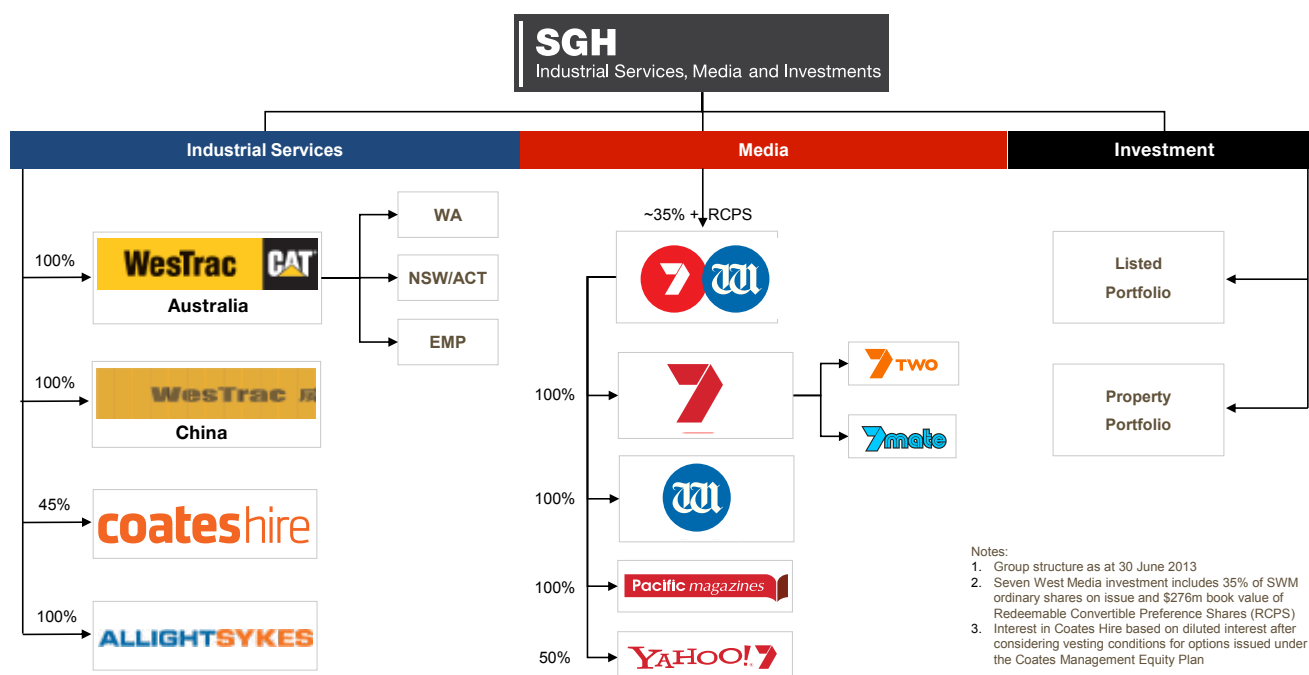 SGH
Industrial Services, Media and Investments
Industrial Services
Media
Investment
100%
WesTrac CAT
Australia
WA
NSW/ACT
EMP
100%
WesTrac
China
45%
coateshire
100%
ALLIGHTSYKES
~35% + RCPS
7
100%
7
7 TWO
7mate
100%
100%
Pacific magazines
50%
YAHOO!7
Listed
Portfolio
Property
Portfolio
Notes:
1. Group structure as at 30 June 2013
2. Seven West Media investment includes 35% of SWM
ordinary shares on issue and $276m book value of
Redeemable Convertible Preference Shares (RCPS)
3. Interest in Coates Hire based on diluted interest after
considering vesting conditions for options issued under
the Coates Management Equity Plan